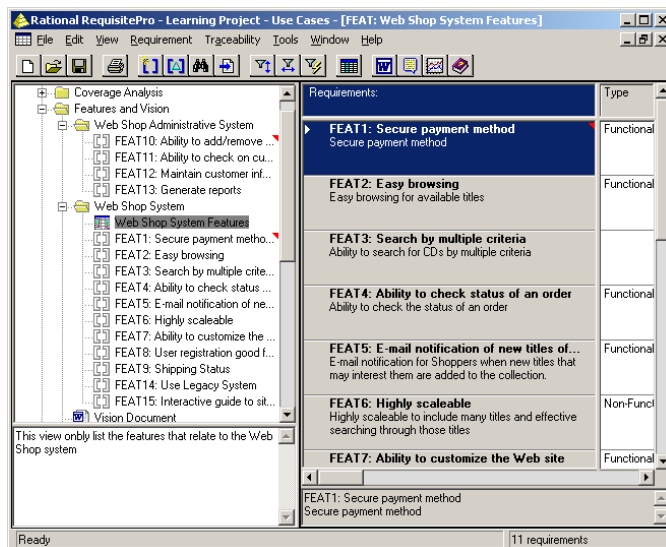 Rational RequisitePro - Learning Project - Use Cases - [FEAT: Web Shop System Features]
File Edit View Requirement Traceability Tools Window Help
Coverage Analysis
Features and Vision
Web Shop Administrative System
FEAT10: Ability to add/remove ...
FEAT11: Ability to check on cu...
FEAT12: Maintain customer inf...
FEAT13: Generate reports
Web Shop System
Web Shop System Features
FEAT1: Secure payment metho...
FEAT2: Easy browsing
FEAT3: Search by multiple crite...
FEAT4: Ability to check status ...
FEAT5: E-mail notification of ne...
FEAT6: Highly scaleable
FEAT7: Ability to customize the ...
FEAT8: User registration good f...
FEAT9: Shipping Status
FEAT14: Use Legacy System
FEAT15: Interactive guide to sit...
Vision Document
This view onbly list the features that relate to the Web
Shop system
Requirements: Type
FEAT1: Secure payment method Functional
Secure payment method
FEAT2: Easy browsing Functional
Easy browsing for available titles
FEAT3: Search by multiple criteria
Ability to search for CDs by multiple criteria
FEAT4: Ability to check status of an order Functional
Ability to check the status of an order
FEAT5: E-mail notification of new titles of... Functional
E-mail notification for Shoppers when new titles that
may interest them are added to the collection.
FEAT6: Highly scaleable Non-Funct
Highly scaleable to include many titles and effective
searching through those titles
FEAT7: Ability to customize the Web site Functional
FEAT1: Secure payment method
Secure payment method
Ready 11 requirements